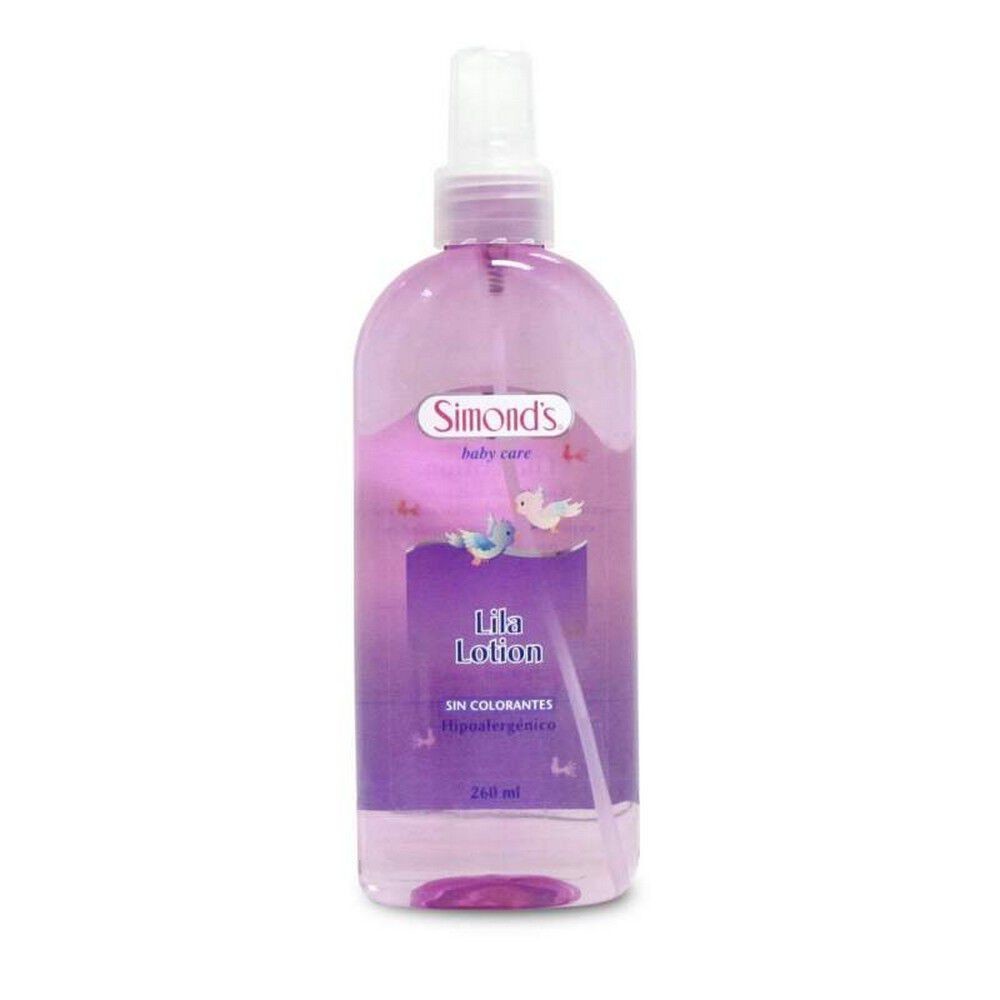 Simond's®
baby care
Lila
Lotion
SIN COLORANTES
Hipoalergénico
260 ml